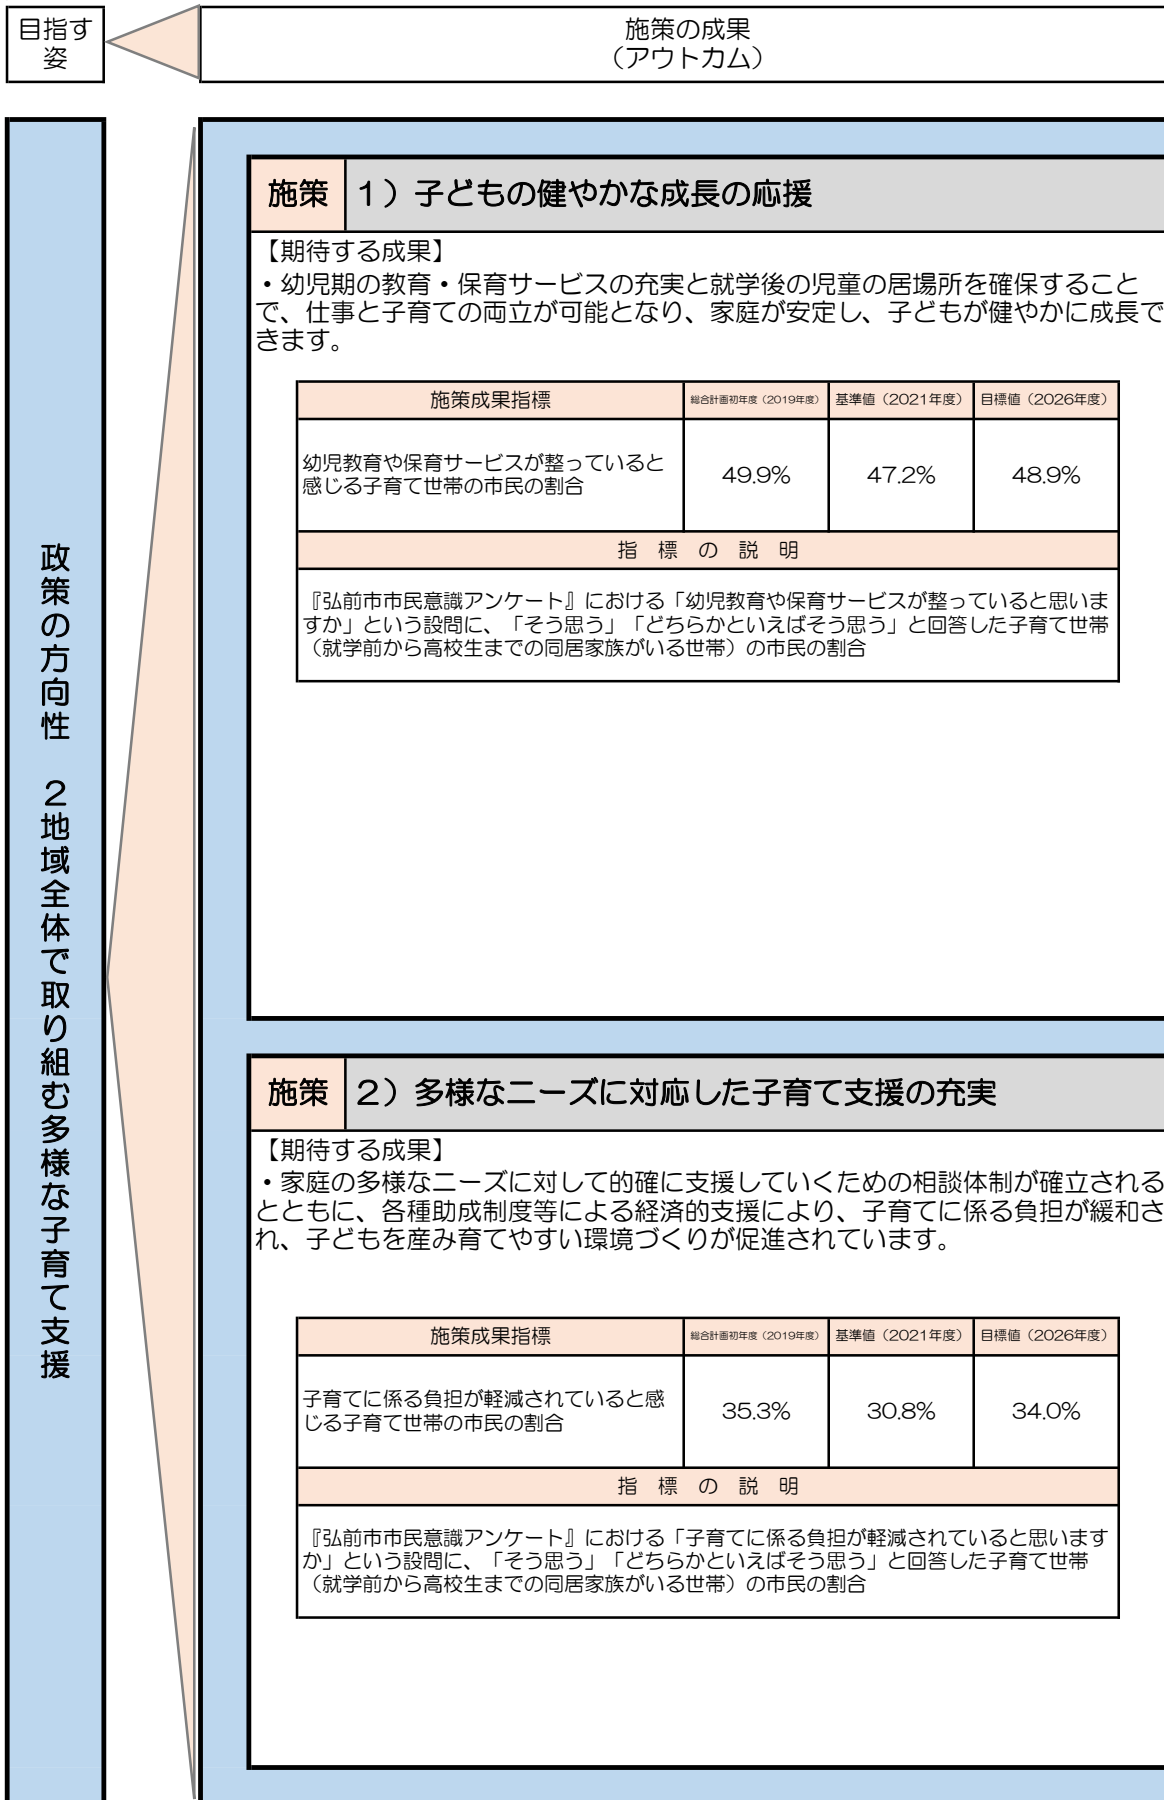 目指す
姿
施策の成果
（アウトカム）
政策の方向性　２地域全体で取り組む多様な子育て支援
施策
１）子どもの健やかな成長の応援
【期待する成果】
・幼児期の教育・保育サービスの充実と就学後の児童の居場所を確保すること
で、仕事と子育ての両立が可能となり、家庭が安定し、子どもが健やかに成長で
きます。
施策成果指標
総合計画初年度（2019年度）
基準値（2021年度）
目標値（2026年度）
幼児教育や保育サービスが整っていると
感じる子育て世帯の市民の割合
49.9%
47.2%
48.9%
指　標　の　説　明
『弘前市市民意識アンケート』における「幼児教育や保育サービスが整っていると思いま
すか」という設問に、「そう思う」「どちらかといえばそう思う」と回答した子育て世帯
（就学前から高校生までの同居家族がいる世帯）の市民の割合
施策
２）多様なニーズに対応した子育て支援の充実
【期待する成果】
・家庭の多様なニーズに対して的確に支援していくための相談体制が確立される
とともに、各種助成制度等による経済的支援により、子育てに係る負担が緩和さ
れ、子どもを産み育てやすい環境づくりが促進されています。
施策成果指標
総合計画初年度（2019年度）
基準値（2021年度）
目標値（2026年度）
子育てに係る負担が軽減されていると感
じる子育て世帯の市民の割合
35.3%
30.8%
34.0%
指　標　の　説　明
『弘前市市民意識アンケート』における「子育てに係る負担が軽減されていると思います
か」という設問に、「そう思う」「どちらかといえばそう思う」と回答した子育て世帯
（就学前から高校生までの同居家族がいる世帯）の市民の割合